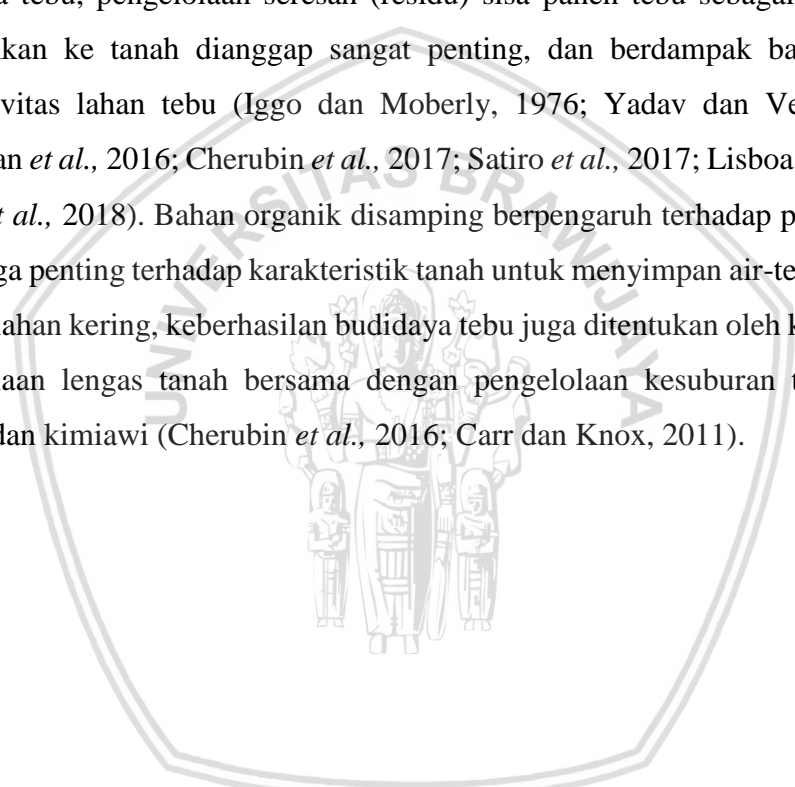 tebu, pengelolaan seresah (residu) sisa panen tebu sebagai
kan ke tanah dianggap sangat penting, dan berdampak ba
vitas lahan tebu (Iggo dan Moberly, 1976; Yadav dan Ve
an et al., 2016; Cherubin et al., 2017; Satiro et al., 2017; Lisboa
t al., 2018). Bahan organik disamping berpengaruh terhadap p
ga penting terhadap karakteristik tanah untuk menyimpan air-te
lahan kering, keberhasilan budidaya tebu juga ditentukan oleh k
laan lengas tanah bersama dengan pengelolaan kesuburan t
dan kimiawi (Cherubin et al., 2016; Carr dan Knox, 2011).
UNIVERSITAS BRAWIJAYA